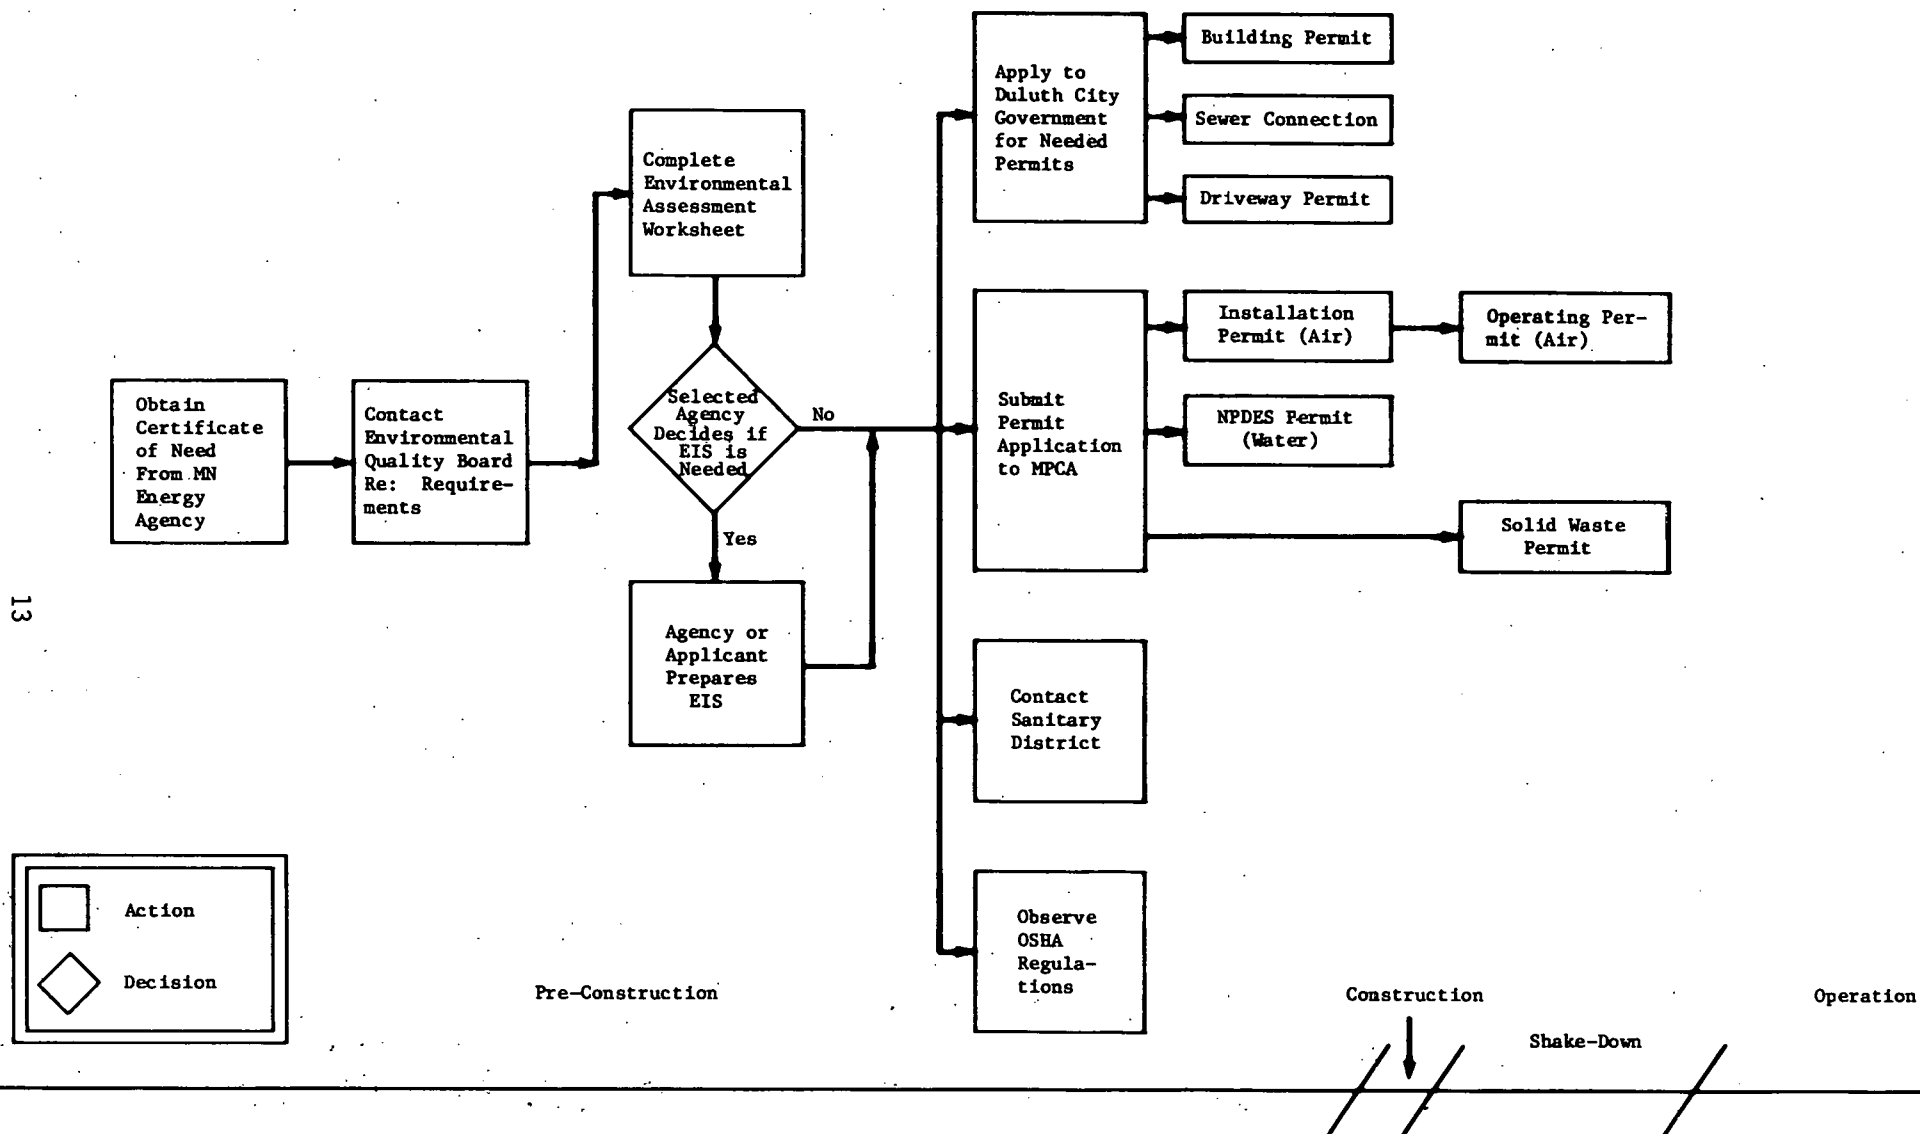 Obtain
Certificate
of Need
From MN
Energy
Agency
Contact
Environmental
Quality Board
Re: Require-
ments
Complete
Environmental
Assessment
Worksheet
Selected
Agency
Decides if
EIS is
Needed
No
Yes
Agency or
Applicant
Prepares
EIS
Apply to
Duluth City
Government
for Needed
Permits
Building Permit
Sewer Connection
Driveway Permit
Submit
Permit
Application
to MPCA
Installation
Permit (Air)
Operating Per-
mit (Air)
NPDES Permit
(Water)
Solid Waste
Permit
Contact
Sanitary
District
Observe
OSHA
Regula-
tions
13
Action
Decision
Pre-Construction
Construction
Shake-Down
Operation